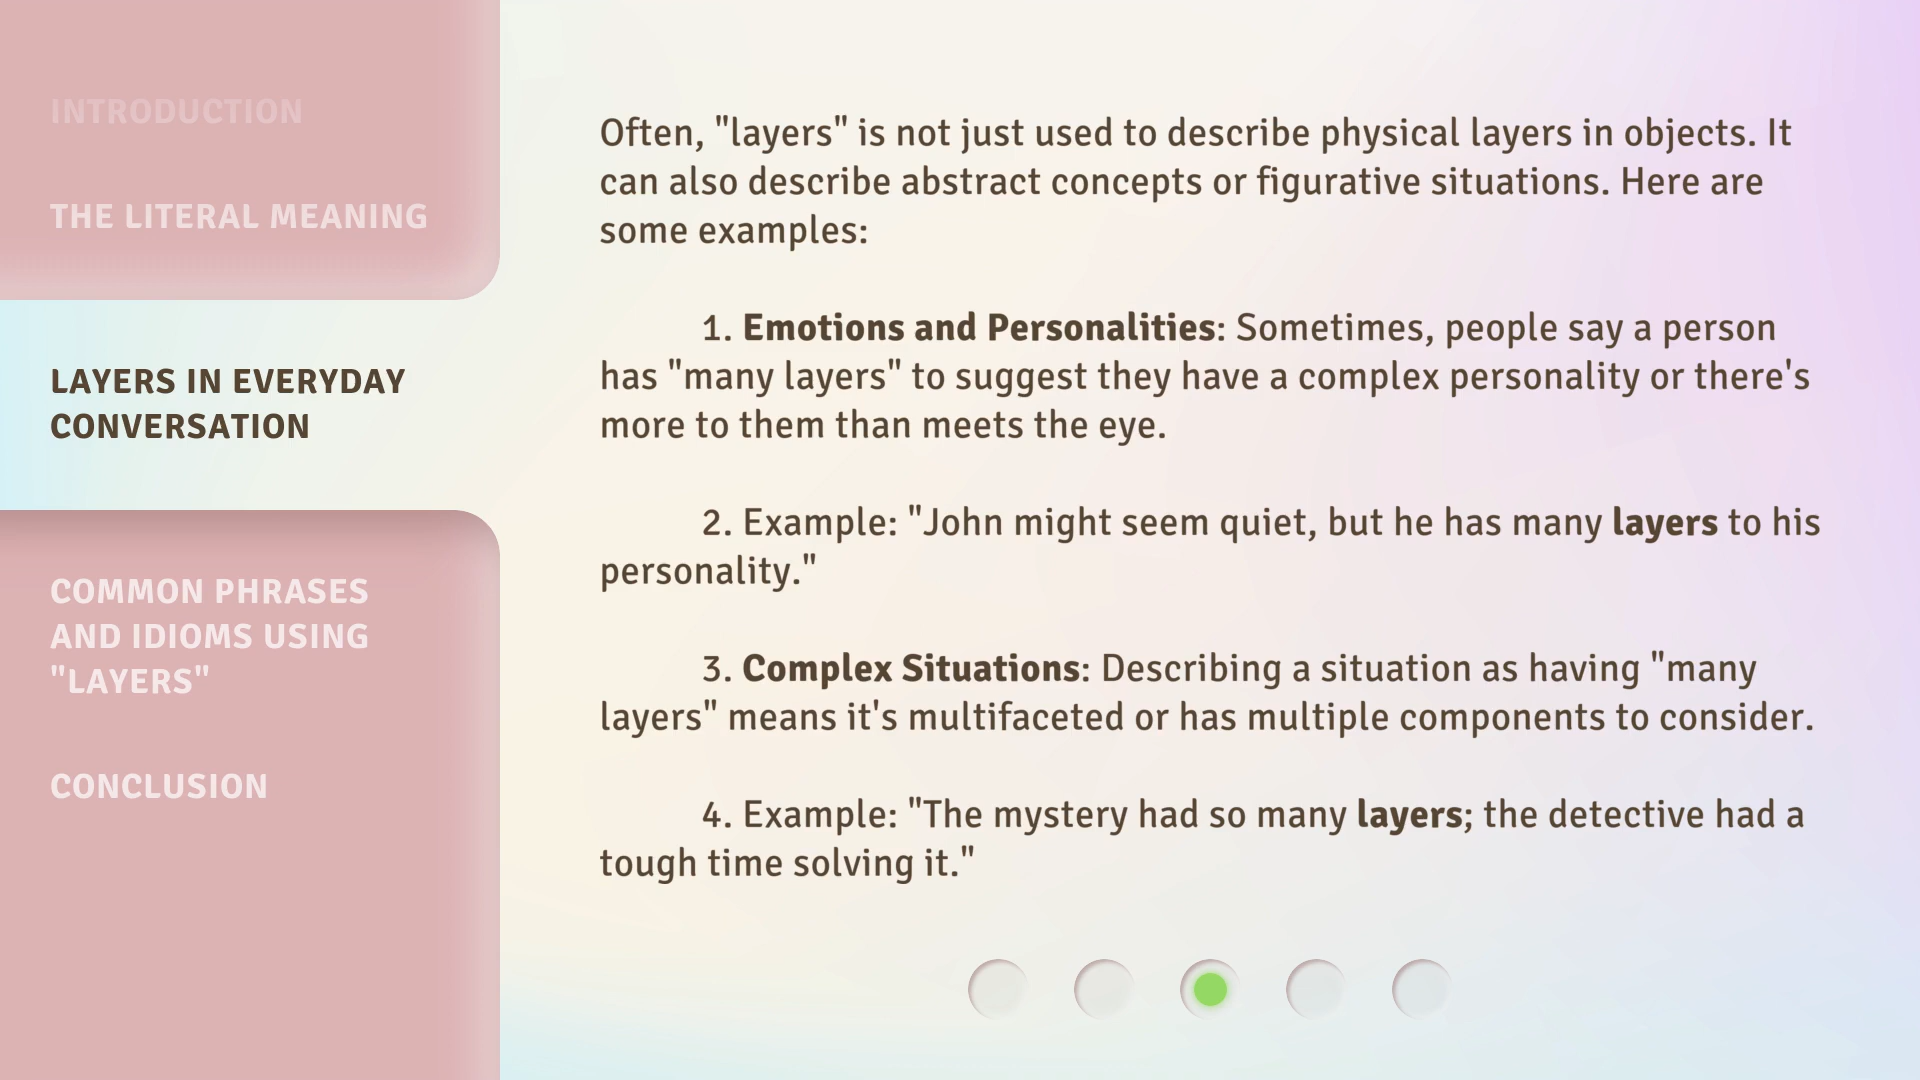 INTRODUCTION
THE LITERAL MEANING
LAYERS IN EVERYDAY
CONVERSATION
COMMON PHRASES
AND IDIOMS USING
"LAYERS"
CONCLUSION
Often, "layers" is not just used to describe physical layers in objects. It
can also describe abstract concepts or figurative situations. Here are
some examples:
1. Emotions and Personalities: Sometimes, people say a person
has "many layers" to suggest they have a complex personality or there's
more to them than meets the eye.
2. Example: "John might seem quiet, but he has many layers to his
personality."
3. Complex Situations: Describing a situation as having "many
layers" means it's multifaceted or has multiple components to consider.
4. Example: "The mystery had so many layers; the detective had a
tough time solving it."